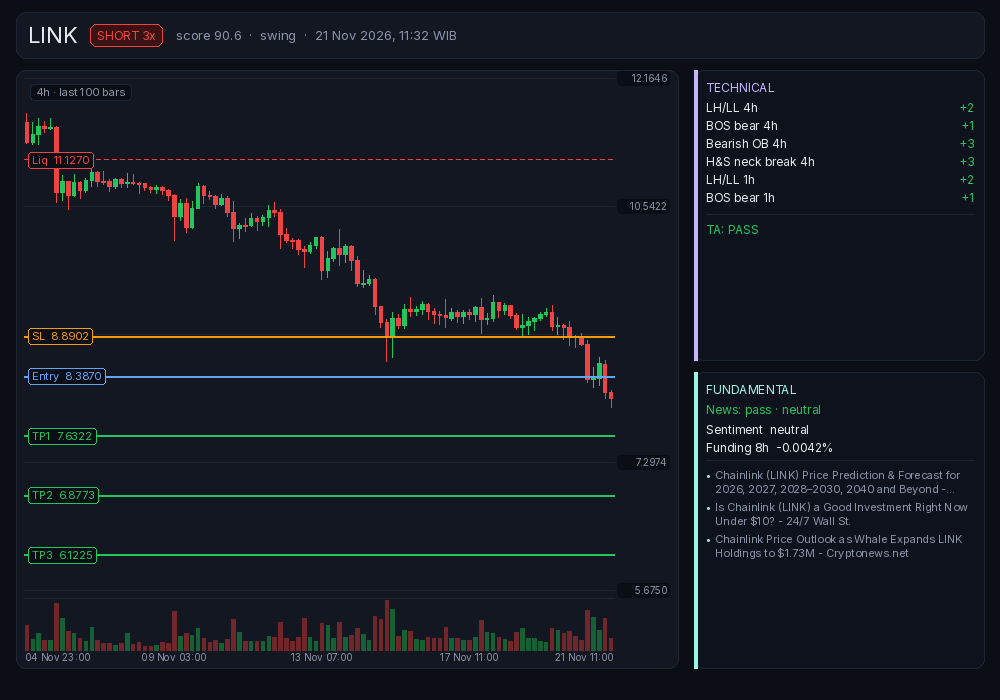 LINK SHORT 3x score 90.6 · swing · 21 Nov 2026, 11:32 WIB
4h · last 100 bars
12.1646
Liq 11.1270
10.5422
SL 8.8902
Entry 8.3870
TP1 7.6322
7.2974
TP2 6.8773
TP3 6.1225
5.6750
04 Nov 23:00 09 Nov 03:00 13 Nov 07:00 17 Nov 11:00 21 Nov 11:00
TECHNICAL
LH/LL 4h +2
BOS bear 4h +1
Bearish OB 4h +3
H&S neck break 4h +3
LH/LL 1h +2
BOS bear 1h +1
TA: PASS
FUNDAMENTAL
News: pass · neutral
Sentiment neutral
Funding 8h -0.0042%
• Chainlink (LINK) Price Prediction & Forecast for
2026, 2027, 2028–2030, 2040 and Beyond -...
• Is Chainlink (LINK) a Good Investment Right Now
Under $10? - 24/7 Wall St.
• Chainlink Price Outlook as Whale Expands LINK
Holdings to $1.73M - Cryptonews.net